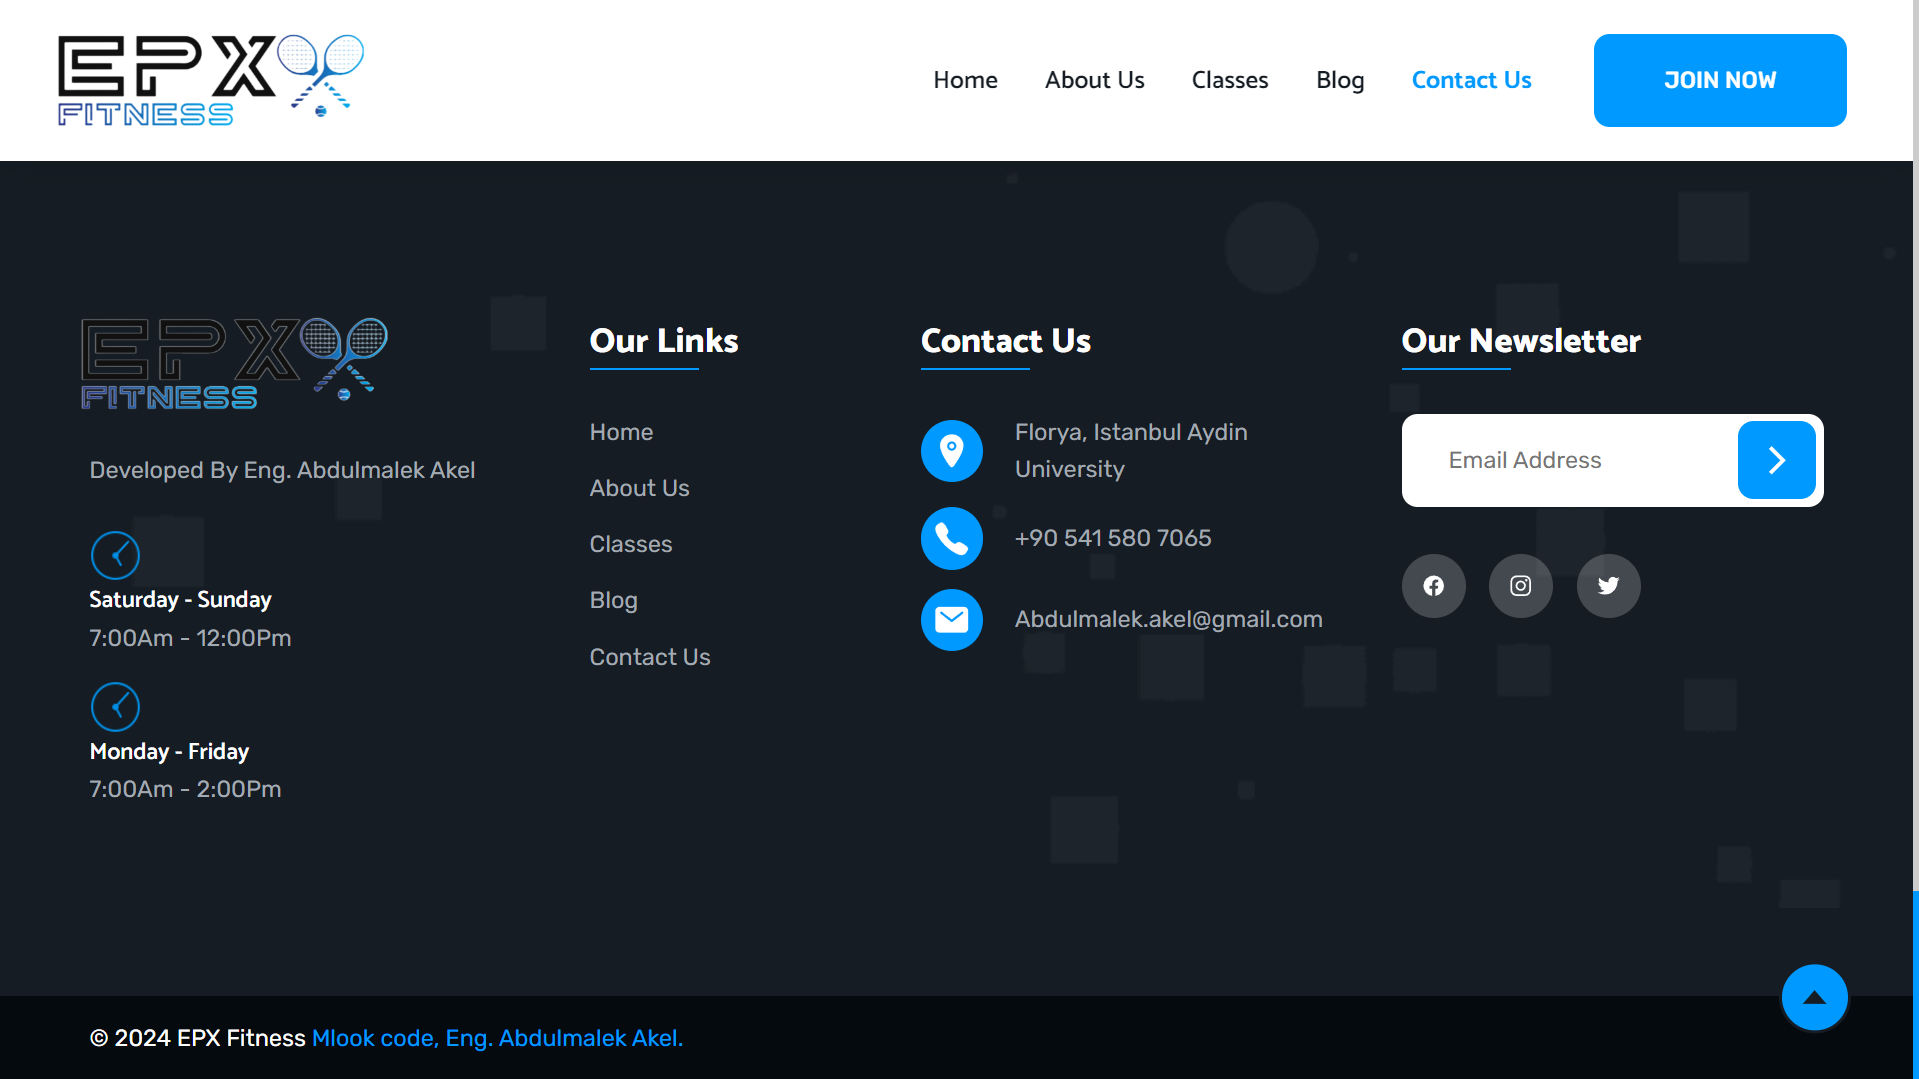 EPX
FITNESS
Home
About Us
Classes
Blog
Contact Us
JOIN NOW
EPX
FITNESS
Developed By Eng. Abdulmalek Akel
Saturday - Sunday
7:00Am - 12:00Pm
Monday - Friday
7:00Am - 2:00Pm
Our Links
Home
About Us
Classes
Blog
Contact Us
Contact Us
Florya, Istanbul Aydin
University
+90 541 580 7065
Abdulmalek.akel@gmail.com
Our Newsletter
Email Address
© 2024 EPX Fitness Mlook code, Eng. Abdulmalek Akel.